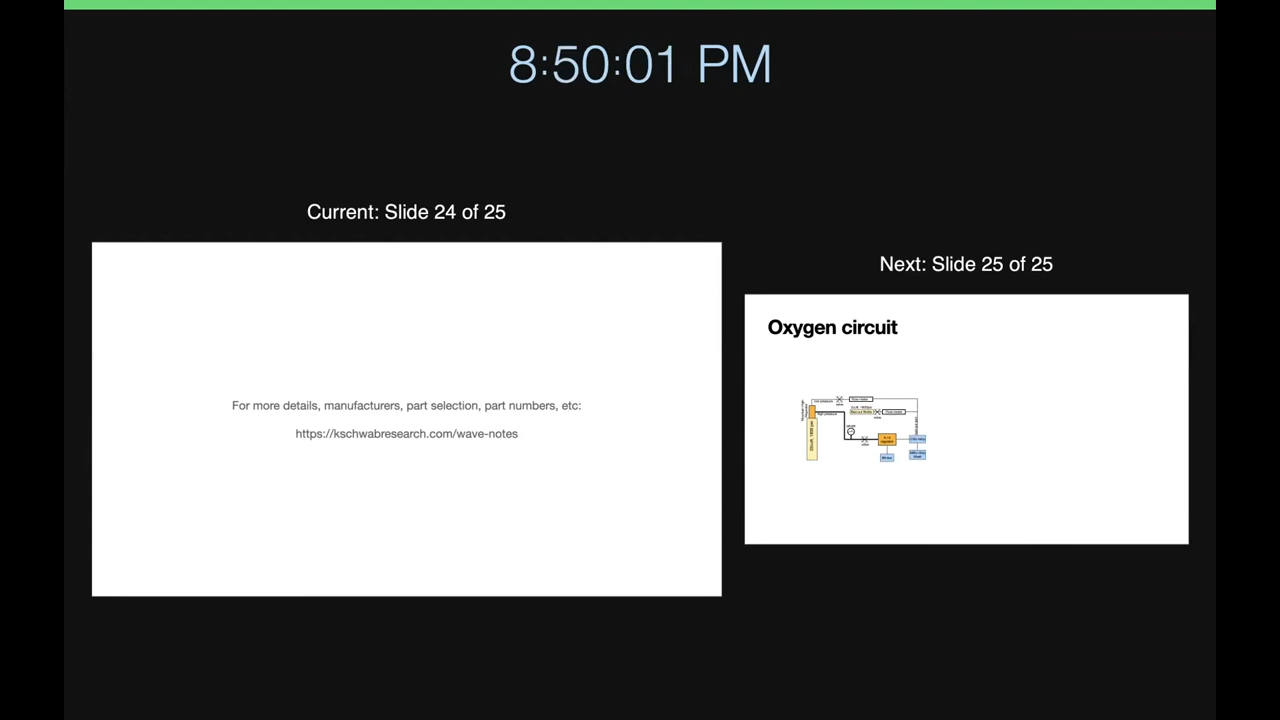 8:50:01 PM
Current: Slide 24 of 25
For more details, manufacturers, part selection, part numbers, etc:
https://kschwabresearch.com/wave-notes
Next: Slide 25 of 25
Oxygen circuit